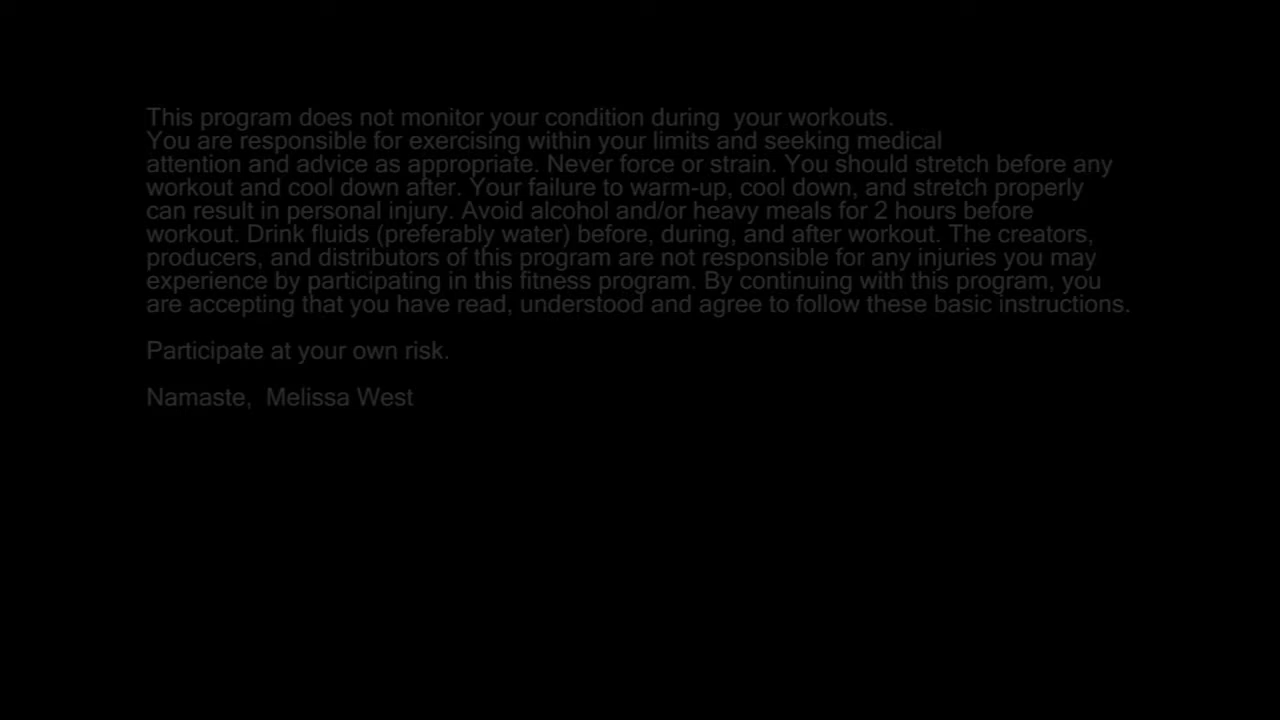 This program does not monitor your condition during  your workouts.
You are responsible for exercising within your limits and seeking medical
attention and advice as appropriate. Never force or strain. You should stretch before any
workout and cool down after. Your failure to warm-up, cool down, and stretch properly
can result in personal injury. Avoid alcohol and/or heavy meals for 2 hours before
workout. Drink fluids (preferably water) before, during, and after workout. The creators,
producers, and distributors of this program are not responsible for any injuries you may
experience by participating in this fitness program. By continuing with this program, you
are accepting that you have read, understood and agree to follow these basic instructions.
Participate at your own risk.
Namaste,  Melissa West